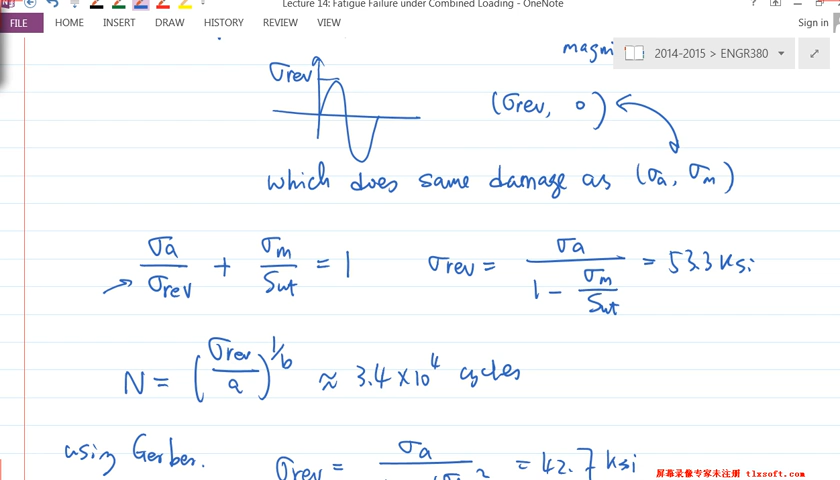 Lecture 14: Fatigue Failure under Combined Loading - OneNote
FILE HOME INSERT DRAW HISTORY REVIEW VIEW Sign in
2014-2015 > ENGR380
σrev
(σrev, 0)
which does same damage as (σa, σm)
σa/σrev + σm/Sut = 1 σrev = σa/(1 - σm/Sut) = 53.3 ksi
N = (σrev/a)^1/b ≈ 3.4 × 10^4 cycles
using Gerber. σrev = σa = 42.7 ksi
屏幕录像专家未注册 tlxsoft.com